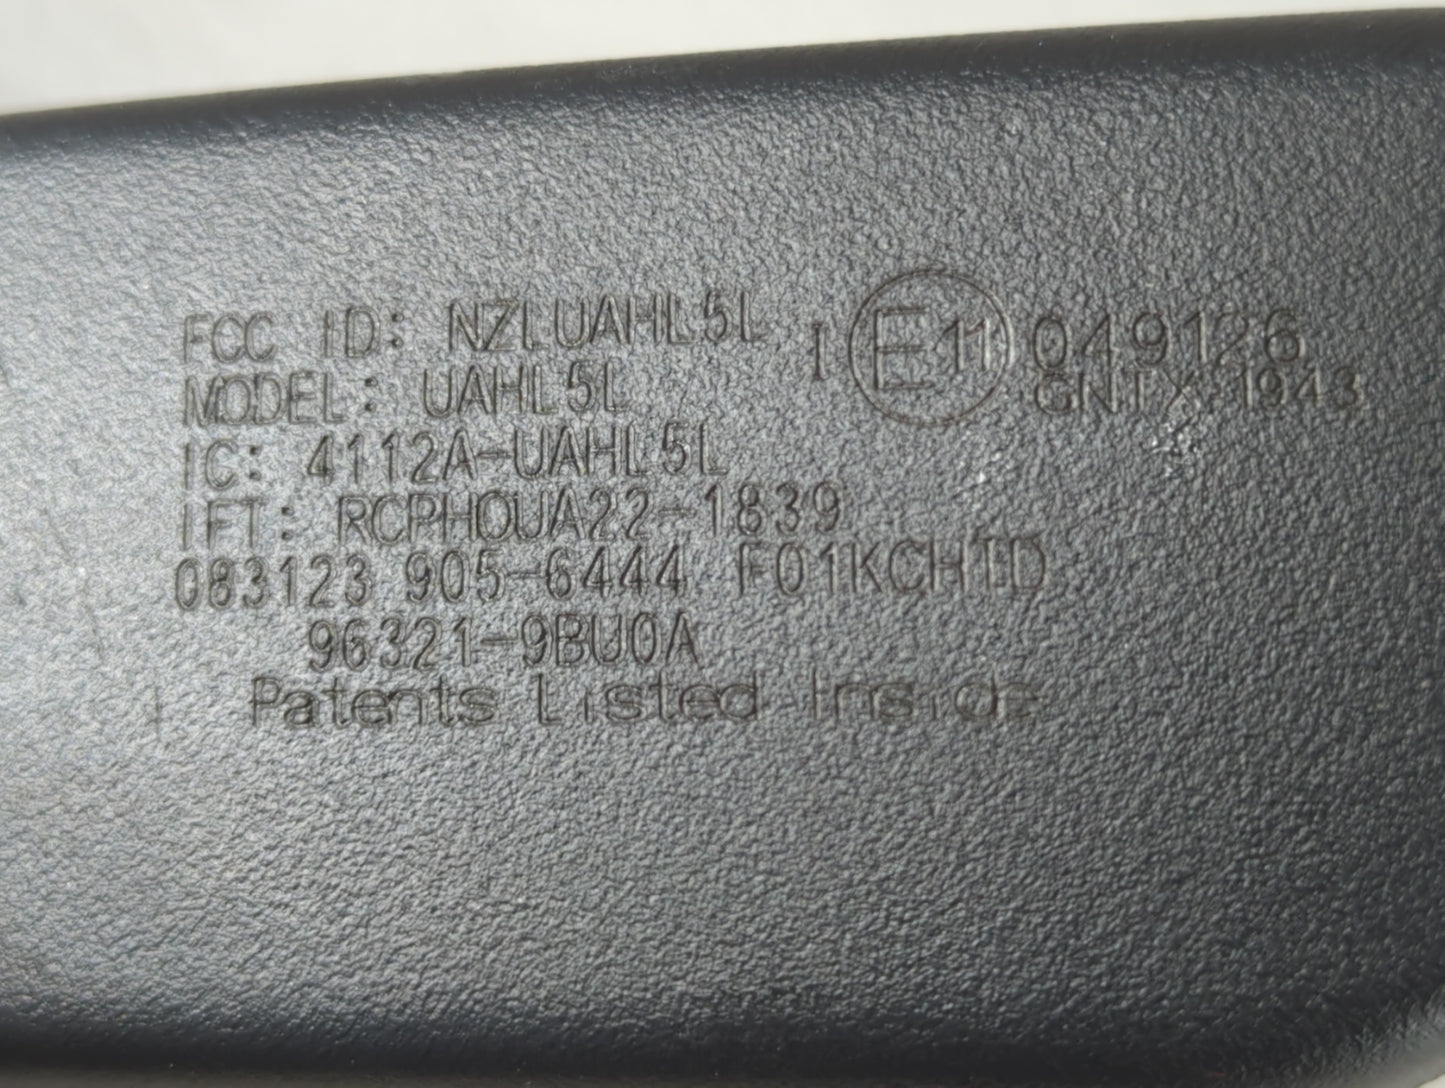 FCC ID: NZLUAHL5L
MODEL: UAHL5L
IC: 4112A-UAHL5L
IFT: RCPHOUA22-1839
083123 905-6444 F01KCHTD
96321-9BU0A
Patents Listed Inside
I E11 049126
GNTX 1943